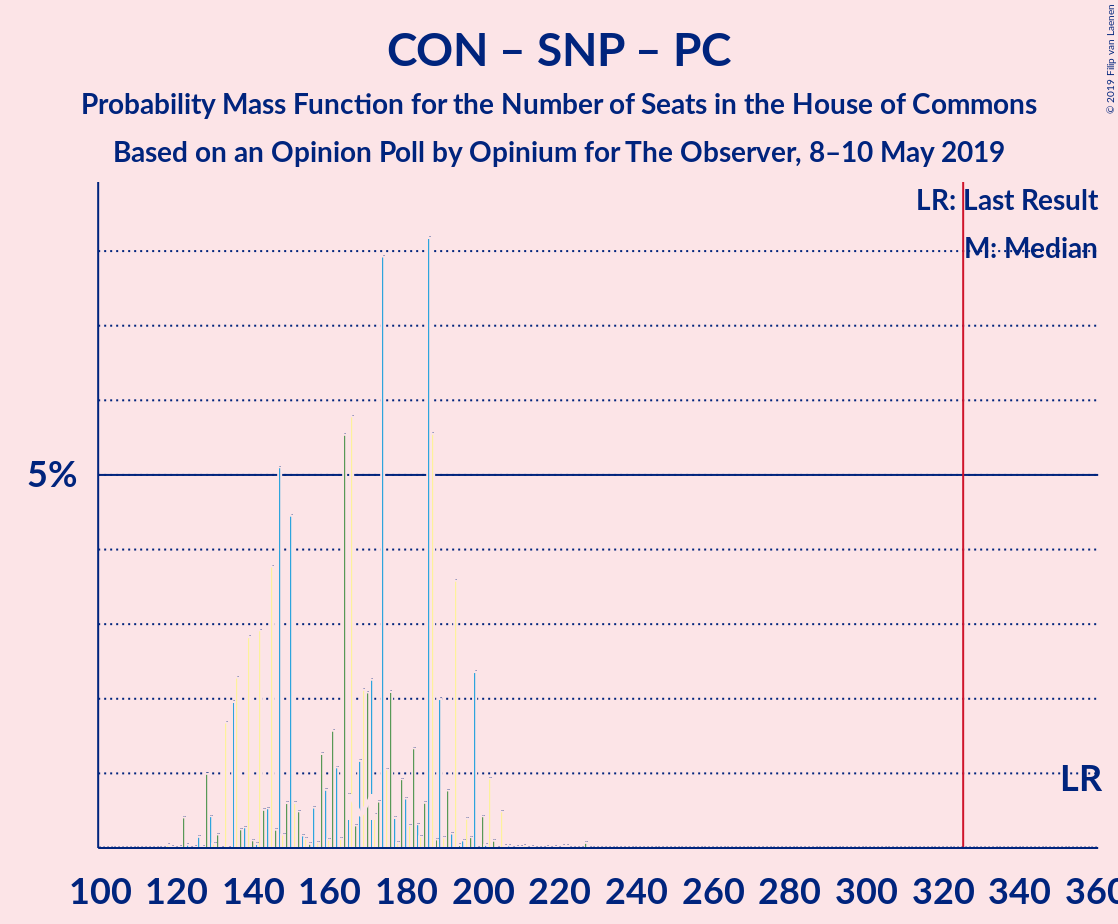 CON – SNP – PC
Probability Mass Function for the Number of Seats in the House of Commons
Based on an Opinion Poll by Opinium for The Observer, 8–10 May 2019
© 2019 Filip van Laenen
LR: Last Result
M: Median
5%
LR
100 120 140 160 180 200 220 240 260 280 300 320 340 360